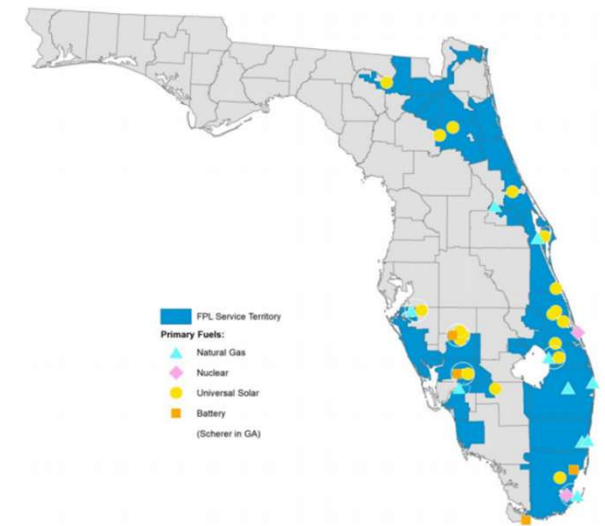 FPL Service Territory
Primary Fuels:
Natural Gas
Nuclear
Universal Solar
Battery
(Scherer in GA)